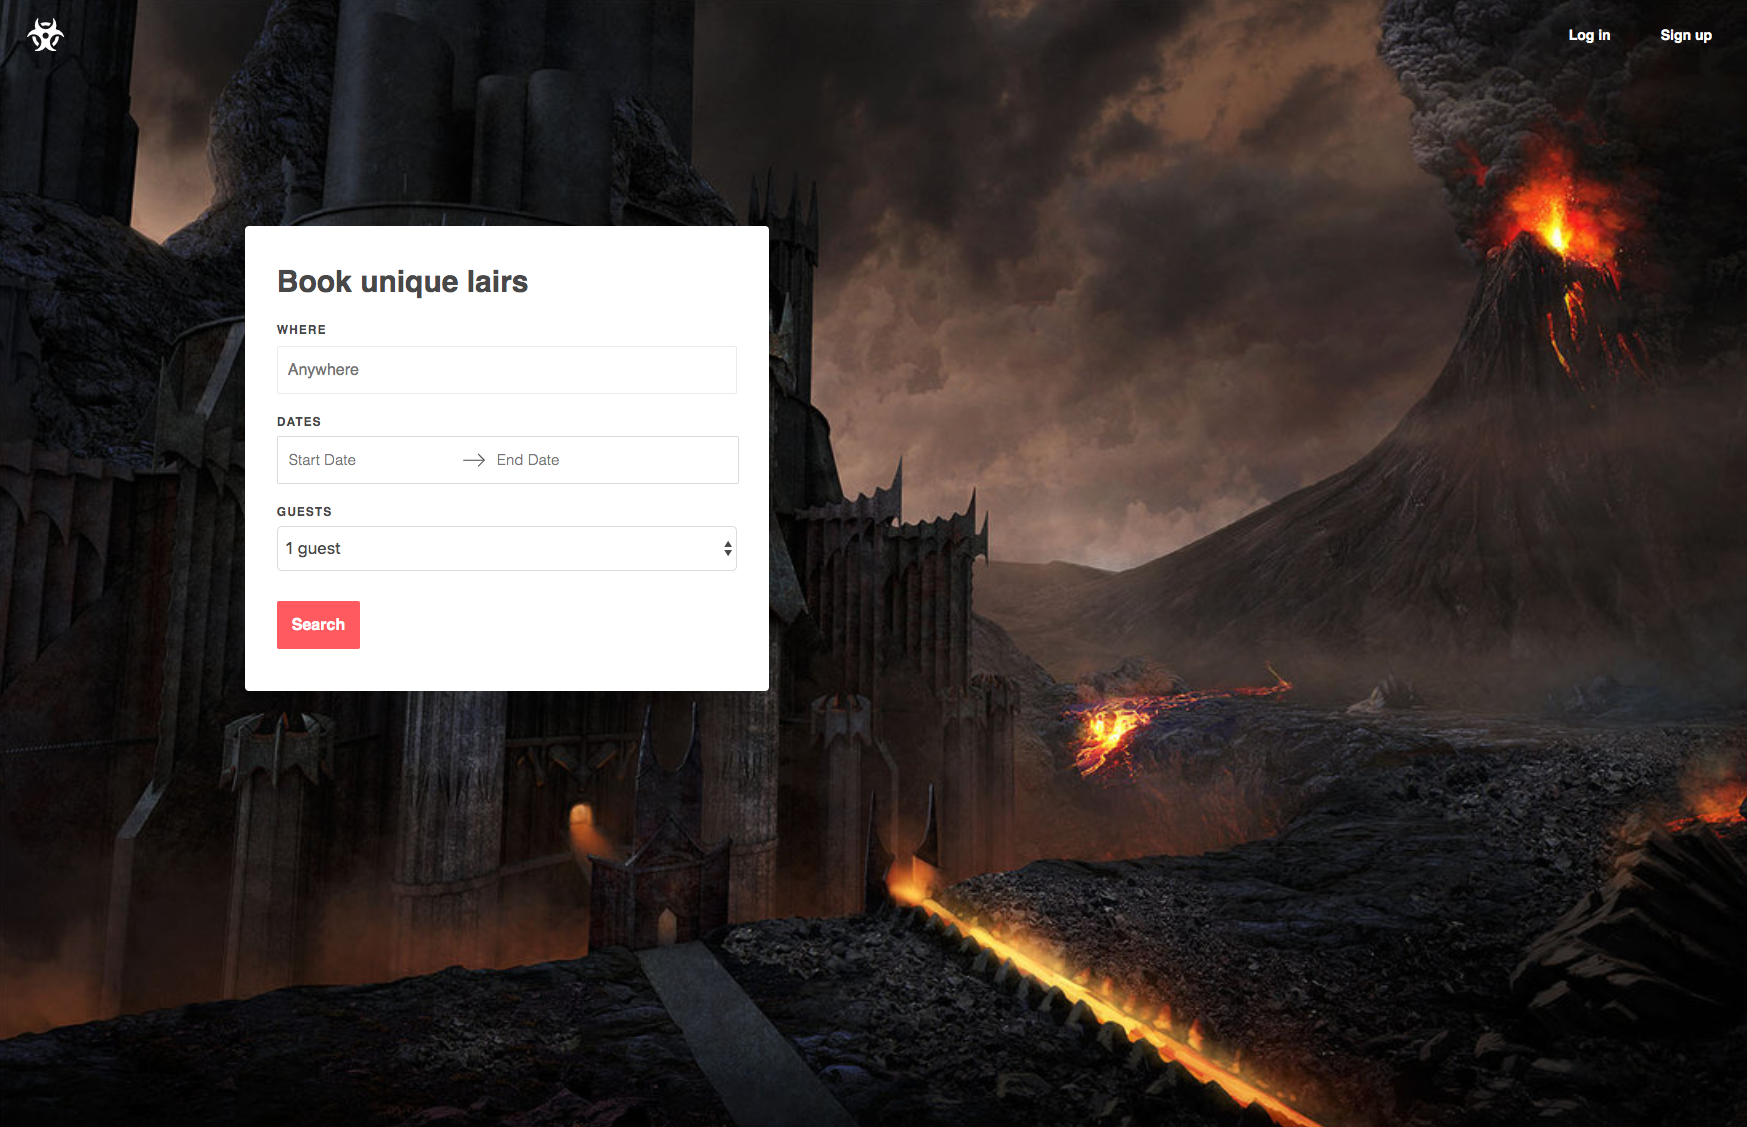 Log in
Sign up
Book unique lairs
WHERE
Anywhere
DATES
Start Date
End Date
GUESTS
1 guest
Search